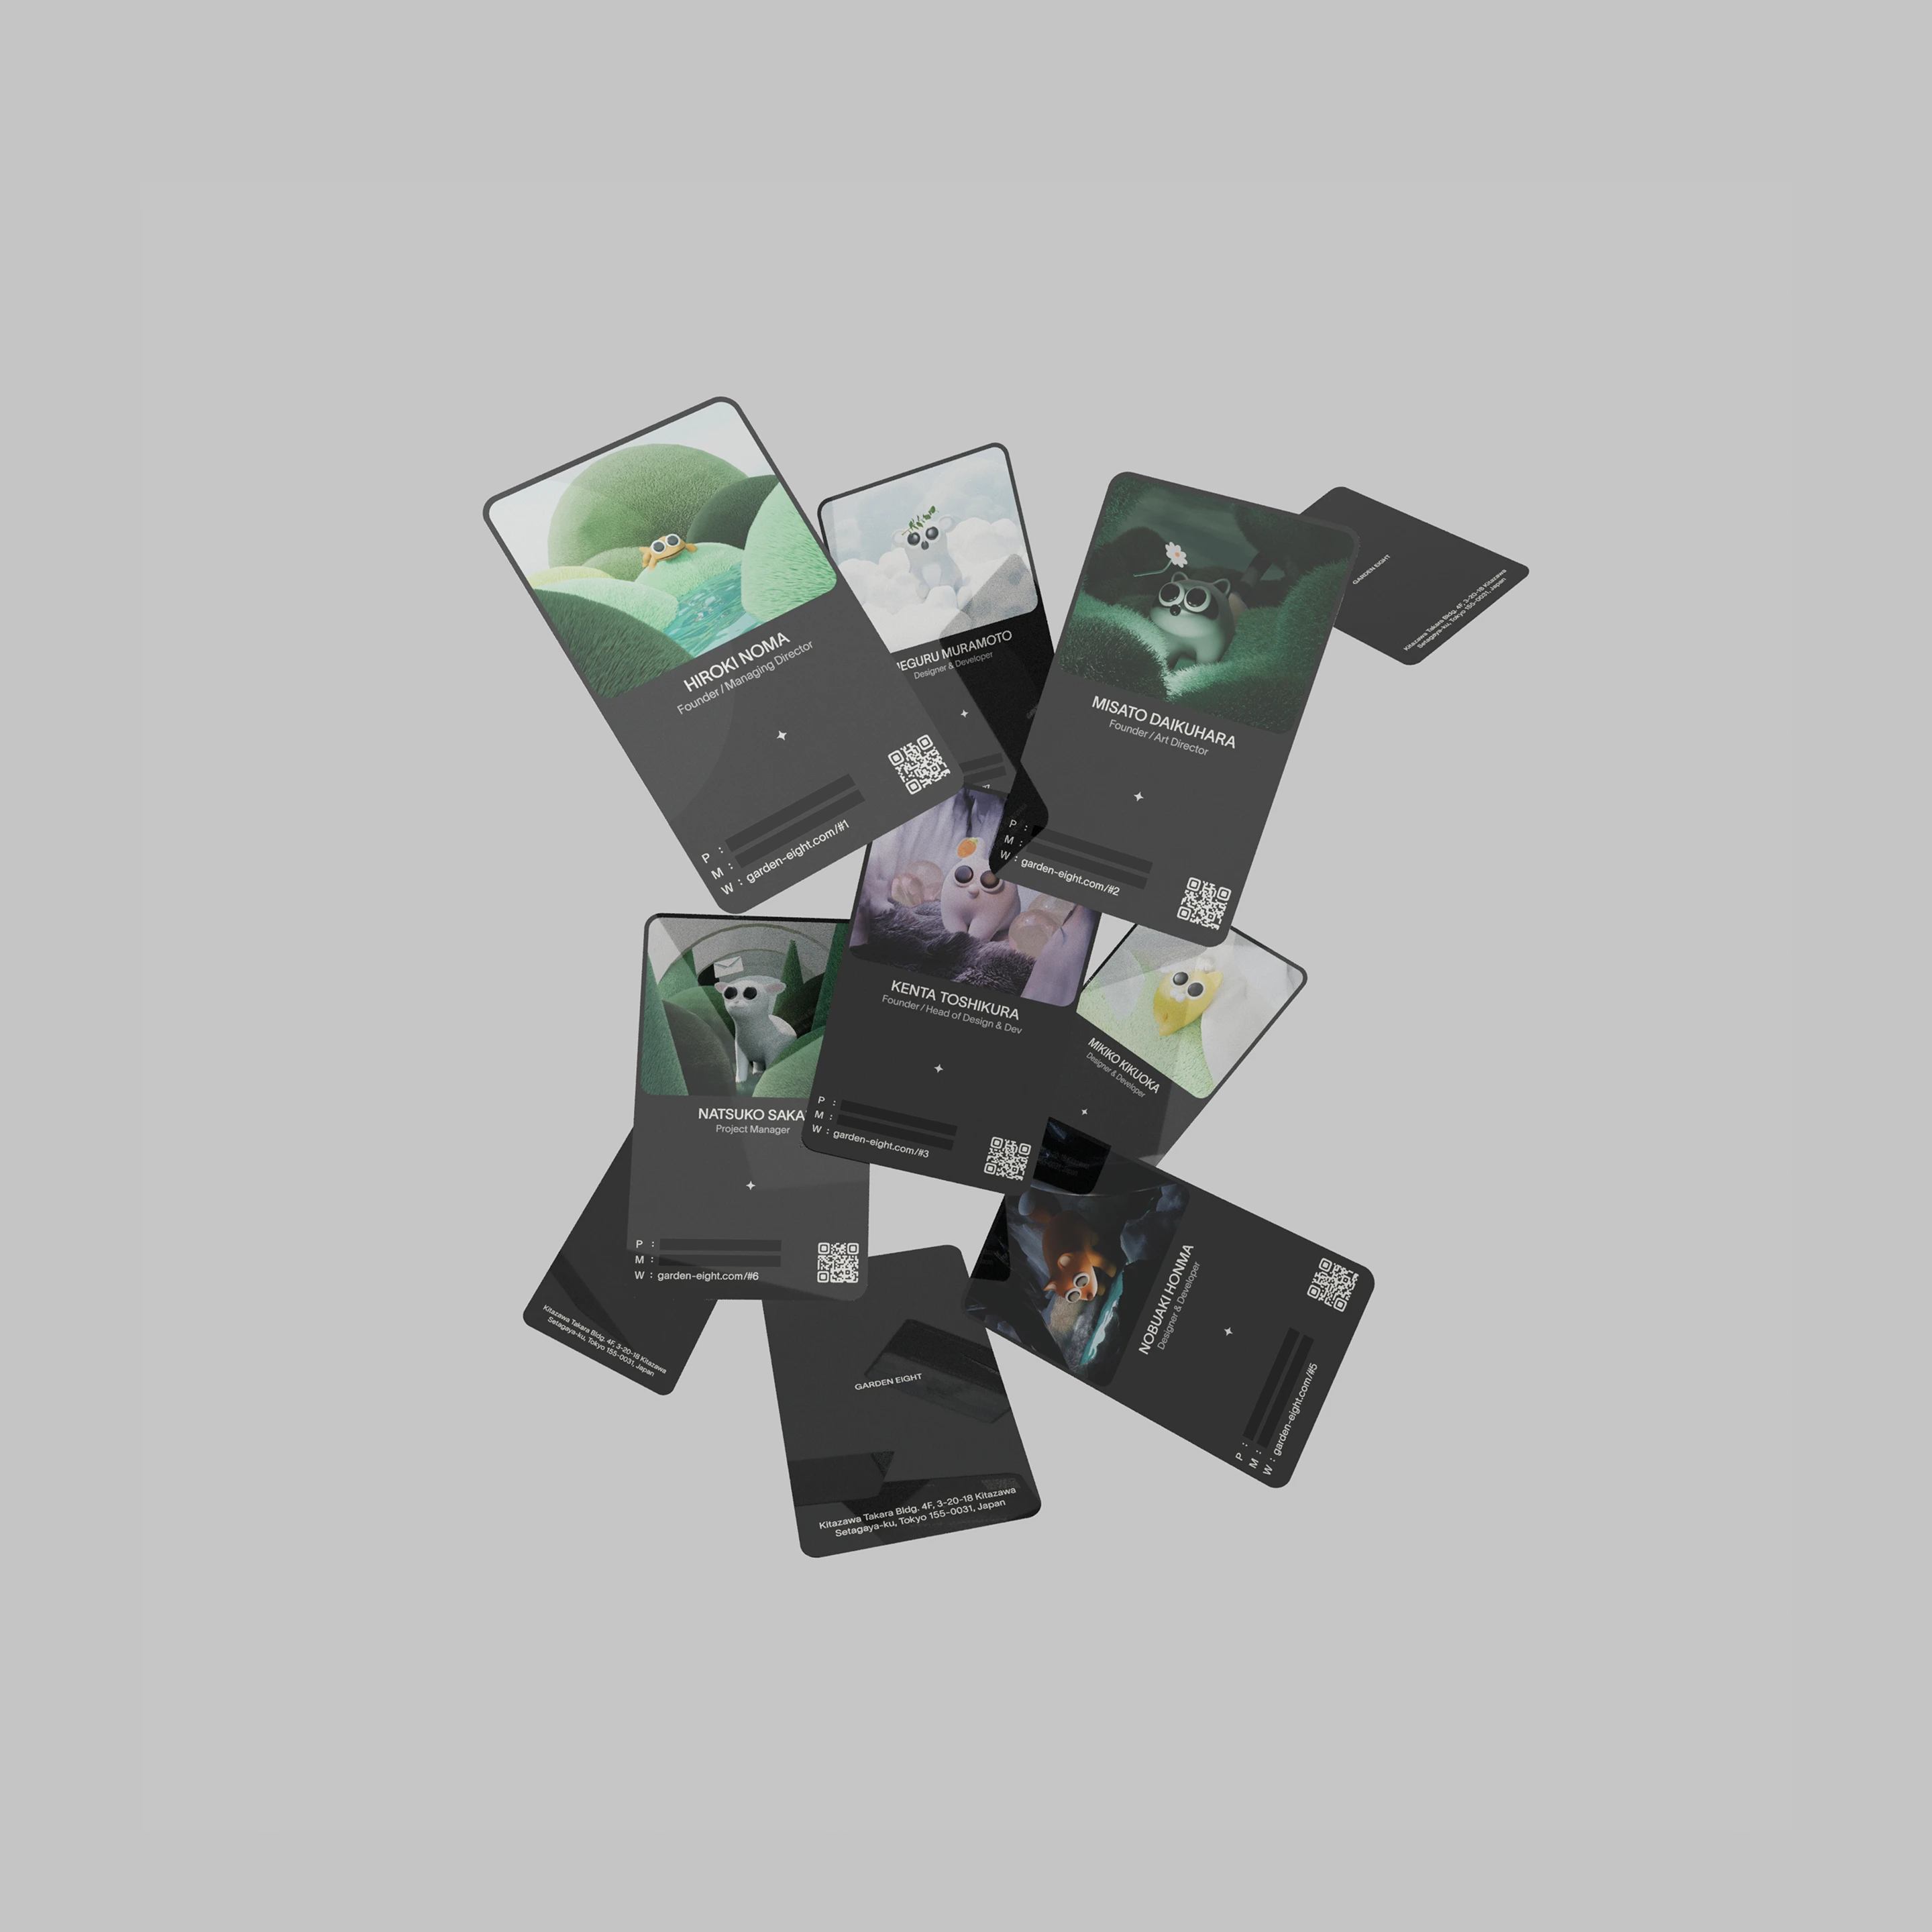 HIROKI NOMA
Founder / Managing Director
P :
M :
W : garden-eight.com/#1
MEGURU MURAMOTO
Designer & Developer
MISATO DAIKUHARA
Founder / Art Director
P :
M :
W : garden-eight.com/#2
GARDEN EIGHT
Kitazawa Takara Bldg. 4F, 3-20-18 Kitazawa
Setagaya-ku, Tokyo 155-0031, Japan
KENTA TOSHIKURA
Founder / Head of Design & Dev
P :
M :
W : garden-eight.com/#3
MIKIKO KIKUOKA
Designer & Developer
NATSUKO SAKA
Project Manager
P :
M :
W : garden-eight.com/#6
NOBUAKI HONMA
Designer & Developer
P :
M :
W : garden-eight.com/#5
Kitazawa Takara Bldg. 4F, 3-20-18 Kitazawa
Setagaya-ku, Tokyo 155-0031, Japan
GARDEN EIGHT
Kitazawa Takara Bldg. 4F, 3-20-18 Kitazawa
Setagaya-ku, Tokyo 155-0031, Japan